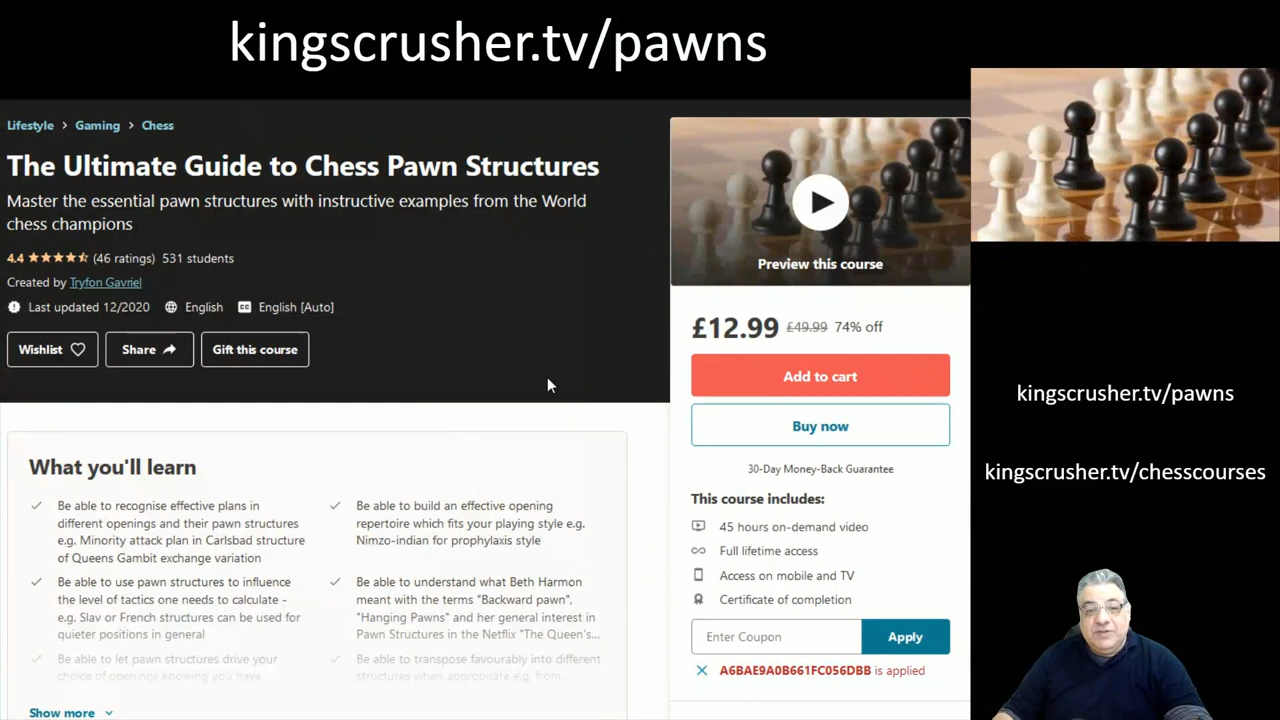 kingscrusher.tv/pawns
Lifestyle > Gaming > Chess
The Ultimate Guide to Chess Pawn Structures
Master the essential pawn structures with instructive examples from the World
chess champions
4.4 (46 ratings) 531 students
Created by Tryfon Gavriel
Last updated 12/2020 English English [Auto]
Wishlist Share Gift this course
What you'll learn
Be able to recognise effective plans in
different openings and their pawn structures
e.g. Minority attack plan in Carlsbad structure
of Queens Gambit exchange variation
Be able to build an effective opening
repertoire which fits your playing style e.g.
Nimzo-indian for prophylaxis style
Be able to use pawn structures to influence
the level of tactics one needs to calculate -
e.g. Slav or French structures can be used for
quieter positions in general
Be able to understand what Beth Harmon
meant with the terms "Backward pawn",
"Hanging Pawns" and her general interest in
Pawn Structures in the Netflix "The Queen's...
Be able to let pawn structures drive your
choice of openings knowing you have
Be able to transpose favourably into different
structures when appropriate e.g. from
Show more
Preview this course
£12.99 £49.99 74% off
Add to cart
Buy now
30-Day Money-Back Guarantee
This course includes:
45 hours on-demand video
Full lifetime access
Access on mobile and TV
Certificate of completion
Enter Coupon Apply
A6BAE9A0B661FC056DBB is applied
kingscrusher.tv/pawns
kingscrusher.tv/chesscourses